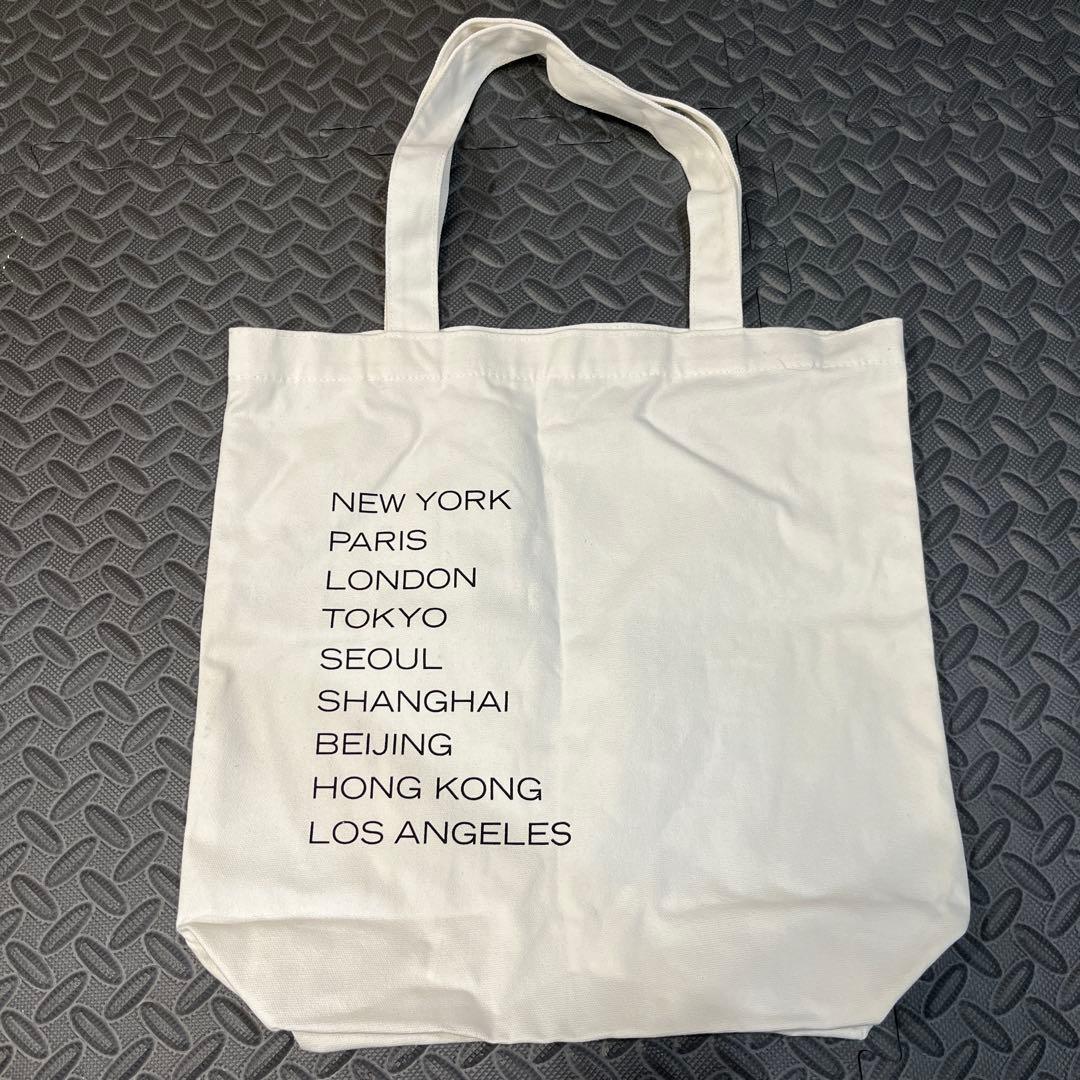 NEW YORK
PARIS
LONDON
TOKYO
SEOUL
SHANGHAI
BEIJING
HONG KONG
LOS ANGELES